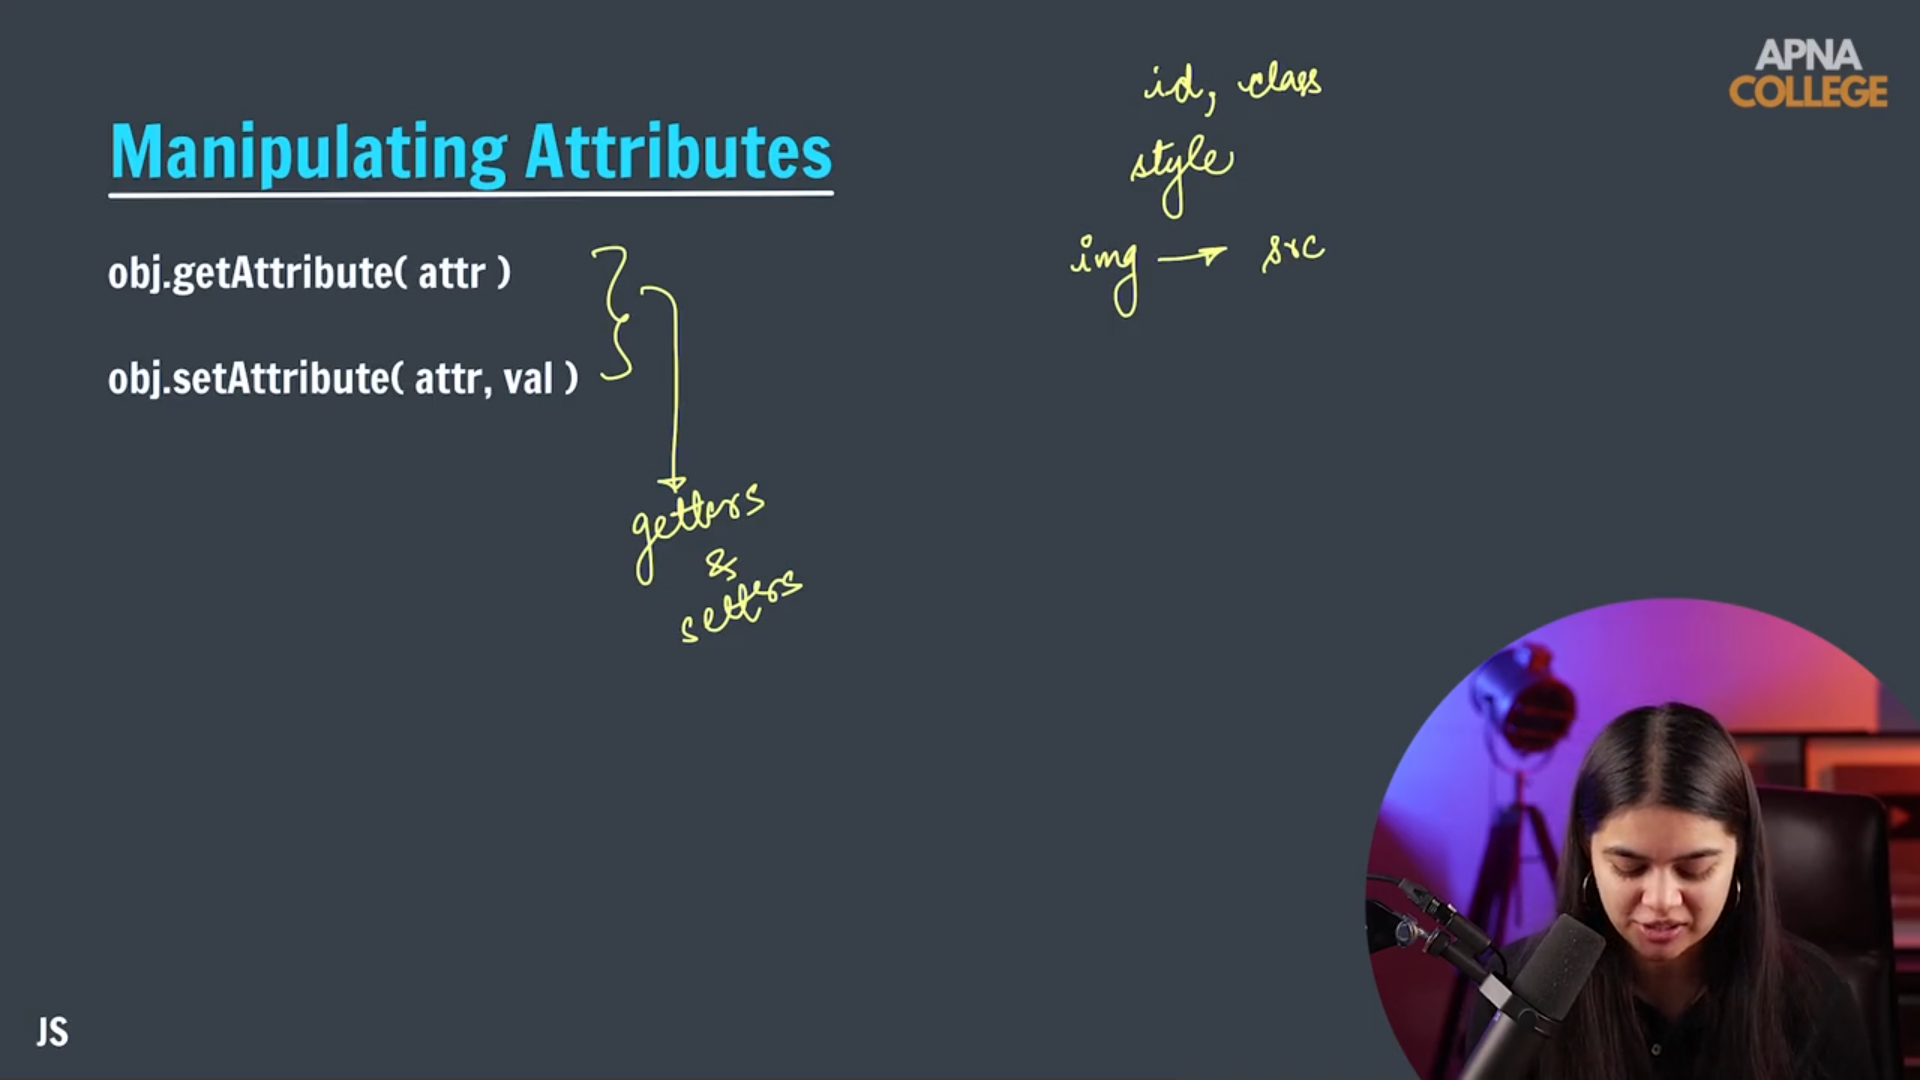 APNA
COLLEGE
Manipulating Attributes
obj.getAttribute( attr )
obj.setAttribute( attr, val )
getters
&
setters
id, class
style
img → src
JS